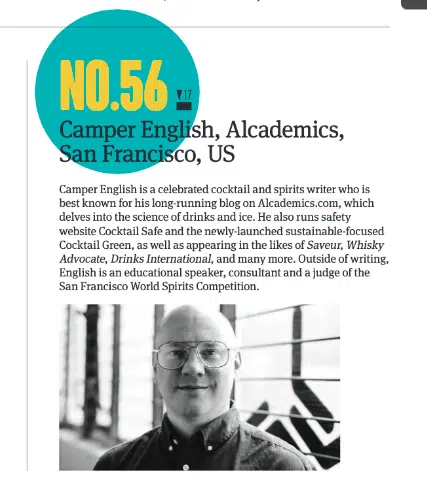 NO.56
▼17
Camper English, Alcademics,
San Francisco, US
Camper English is a celebrated cocktail and spirits writer who is
best known for his long-running blog on Alcademics.com, which
delves into the science of drinks and ice. He also runs safety
website Cocktail Safe and the newly-launched sustainable-focused
Cocktail Green, as well as appearing in the likes of Saveur, Whisky
Advocate, Drinks International, and many more. Outside of writing,
English is an educational speaker, consultant and a judge of the
San Francisco World Spirits Competition.